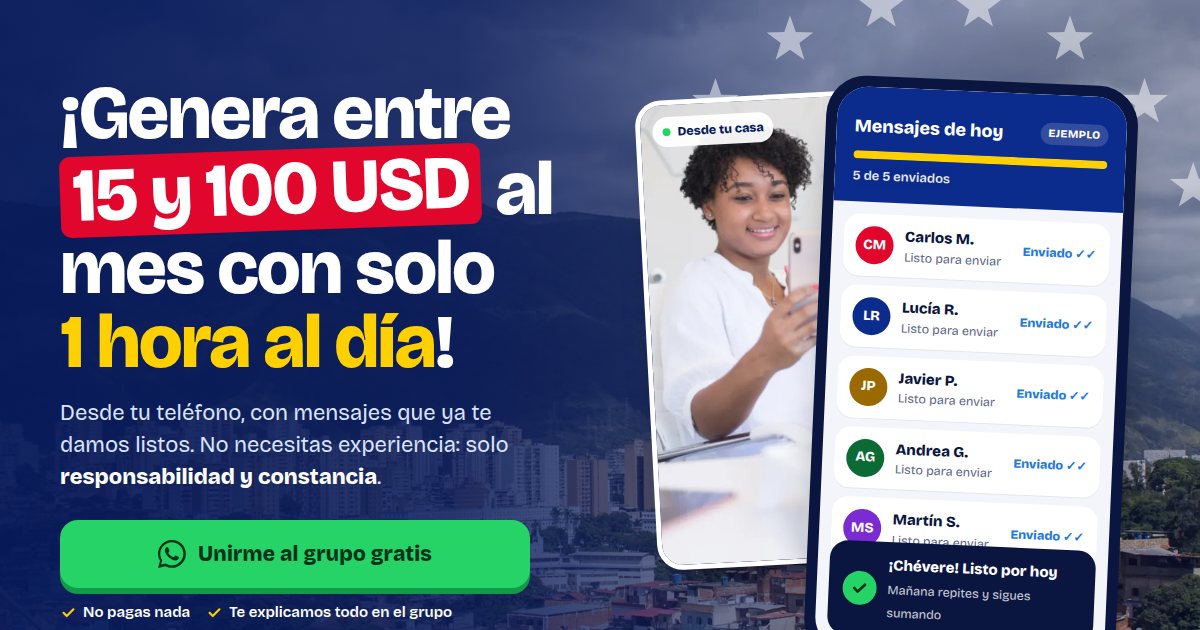 ¡Genera entre
15 y 100 USD al
mes con solo
1 hora al día!
Desde tu teléfono, con mensajes que ya te
damos listos. No necesitas experiencia: solo
responsabilidad y constancia.
Unirme al grupo gratis
✓ No pagas nada ✓ Te explicamos todo en el grupo
Desde tu casa
Mensajes de hoy EJEMPLO
5 de 5 enviados
CM Carlos M. Enviado ✓✓
Listo para enviar
LR Lucía R. Enviado ✓✓
Listo para enviar
JP Javier P. Enviado ✓✓
Listo para enviar
AG Andrea G. Enviado ✓✓
Listo para enviar
MS Martín S. Enviado ✓✓
Listo para enviar
¡Chévere! Listo por hoy
Mañana repites y sigues
sumando